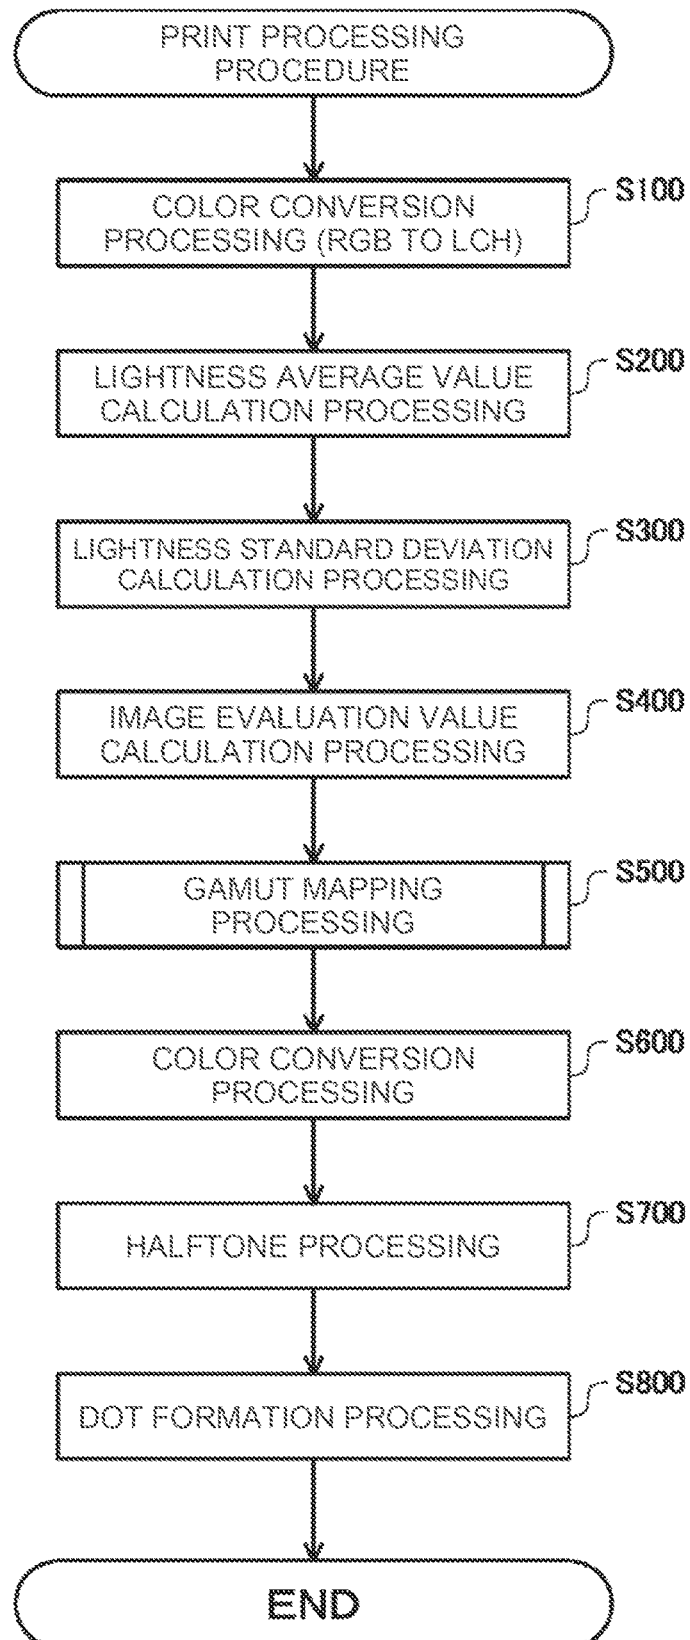 PRINT PROCESSING
PROCEDURE
S100
COLOR CONVERSION
PROCESSING (RGB TO LCH)
S200
LIGHTNESS AVERAGE VALUE
CALCULATION PROCESSING
S300
LIGHTNESS STANDARD DEVIATION
CALCULATION PROCESSING
S400
IMAGE EVALUATION VALUE
CALCULATION PROCESSING
S500
GAMUT MAPPING
PROCESSING
S600
COLOR CONVERSION
PROCESSING
S700
HALFTONE PROCESSING
S800
DOT FORMATION PROCESSING
END